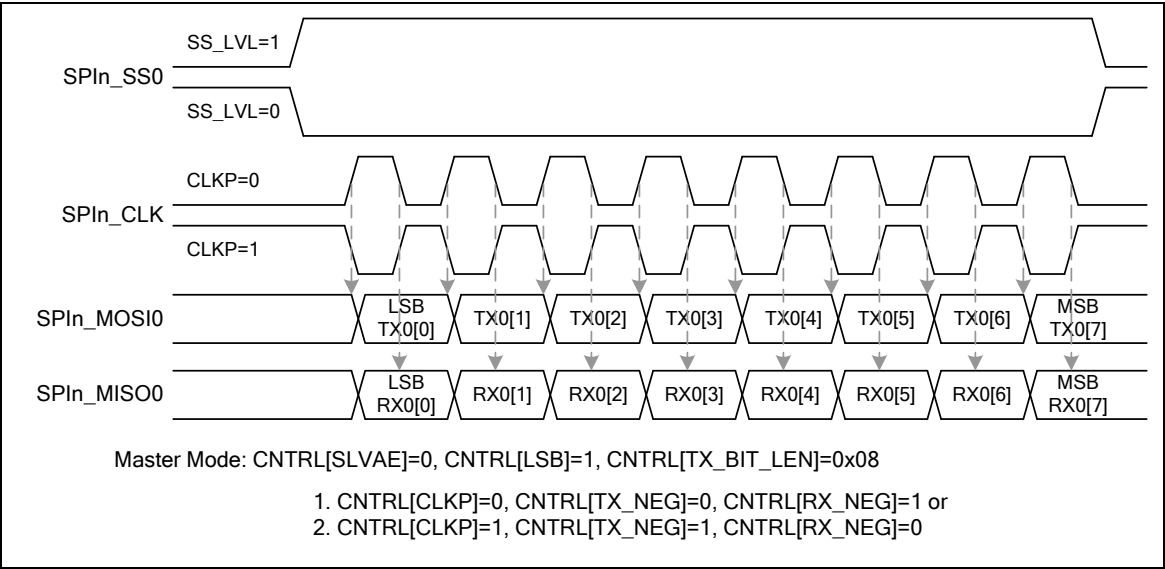 SS_LVL=1
SPIn_SS0
SS_LVL=0
CLKP=0
SPIn_CLK
CLKP=1
SPIn_MOSI0
LSB
TX0[0]
TX0[1]
TX0[2]
TX0[3]
TX0[4]
TX0[5]
TX0[6]
MSB
TX0[7]
SPIn_MISO0
LSB
RX0[0]
RX0[1]
RX0[2]
RX0[3]
RX0[4]
RX0[5]
RX0[6]
MSB
RX0[7]
Master Mode: CNTRL[SLVAE]=0, CNTRL[LSB]=1, CNTRL[TX_BIT_LEN]=0x08
1. CNTRL[CLKP]=0, CNTRL[TX_NEG]=0, CNTRL[RX_NEG]=1 or
2. CNTRL[CLKP]=1, CNTRL[TX_NEG]=1, CNTRL[RX_NEG]=0